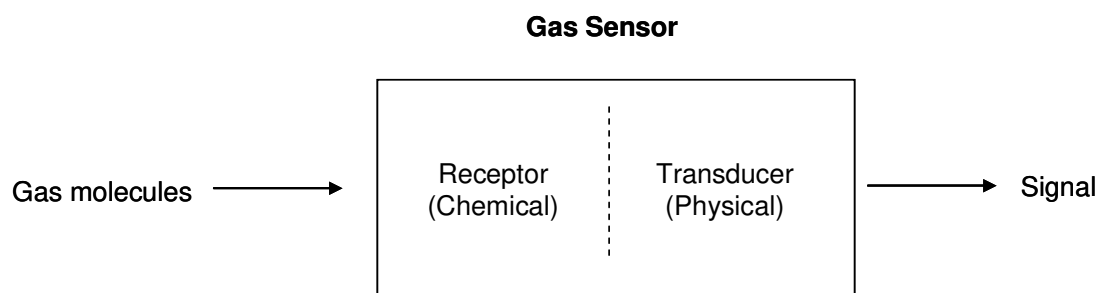 Gas Sensor
Gas molecules
Receptor
(Chemical)
Transducer
(Physical)
Signal